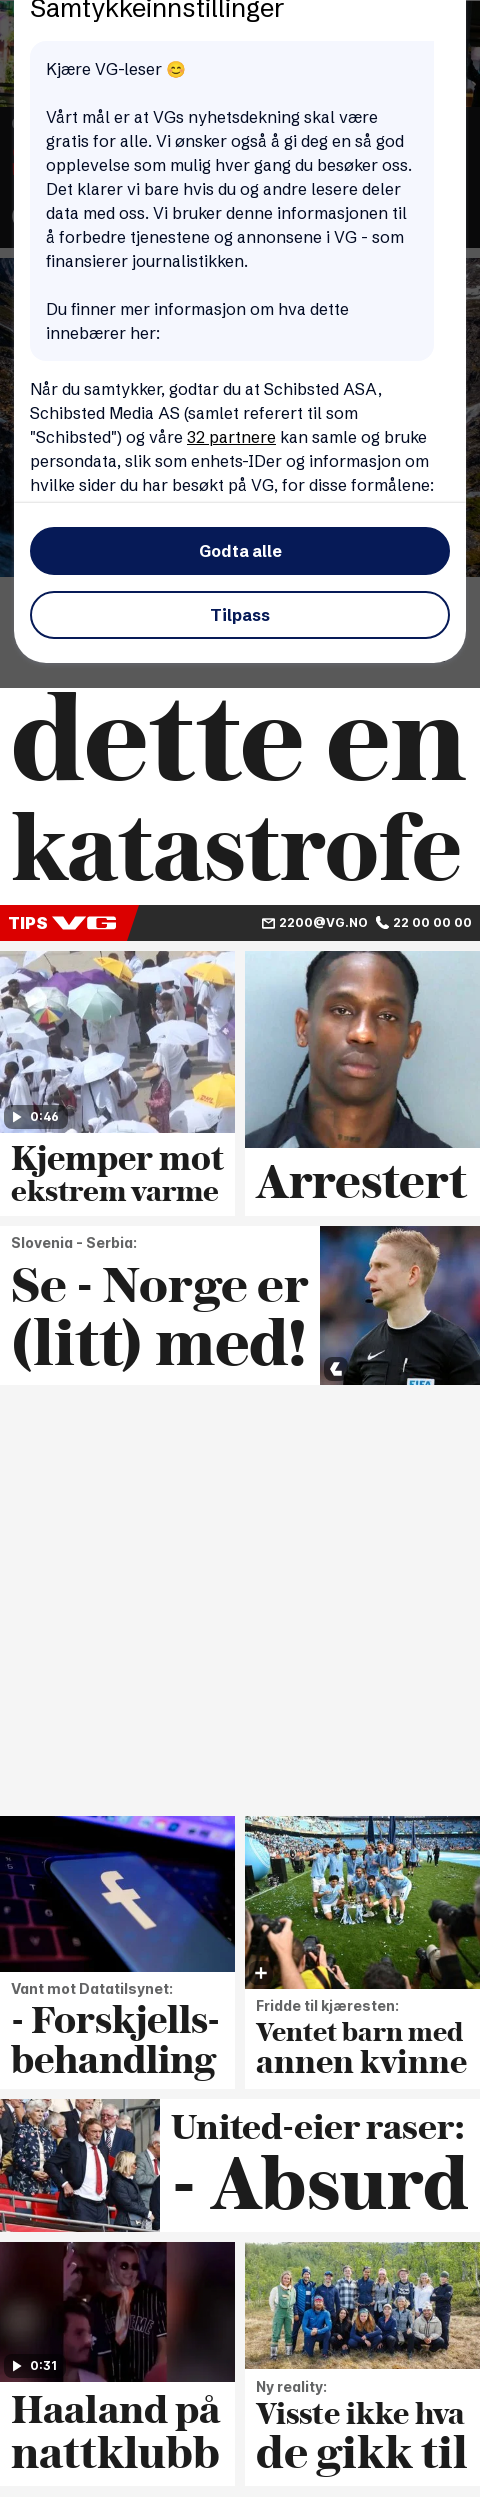 Samtykkeinnstillinger
Kjære VG-leser 😊
Vårt mål er at VGs nyhetsdekning skal være
gratis for alle. Vi ønsker også å gi deg en så god
opplevelse som mulig hver gang du besøker oss.
Det klarer vi bare hvis du og andre lesere deler
data med oss. Vi bruker denne informasjonen til
å forbedre tjenestene og annonsene i VG - som
finansierer journalistikken.
Du finner mer informasjon om hva dette
innebærer her:
Når du samtykker, godtar du at Schibsted ASA,
Schibsted Media AS (samlet referert til som
"Schibsted") og våre 32 partnere kan samle og bruke
persondata, slik som enhets-IDer og informasjon om
hvilke sider du har besøkt på VG, for disse formålene:
Godta alle
Tilpass
dette en
katastrofe
TIPS VG 2200@VG.NO 22 00 00 00
0:46
Kjemper mot
ekstrem varme
Arrestert
Slovenia - Serbia:
Se - Norge er
(litt) med!
FIFA
Vant mot Datatilsynet:
- Forskjells-
behandling
Fridde til kjæresten:
Ventet barn med
annen kvinne
United-eier raser:
- Absurd
0:31
Haaland på
nattklubb
Ny reality:
Visste ikke hva
de gikk til